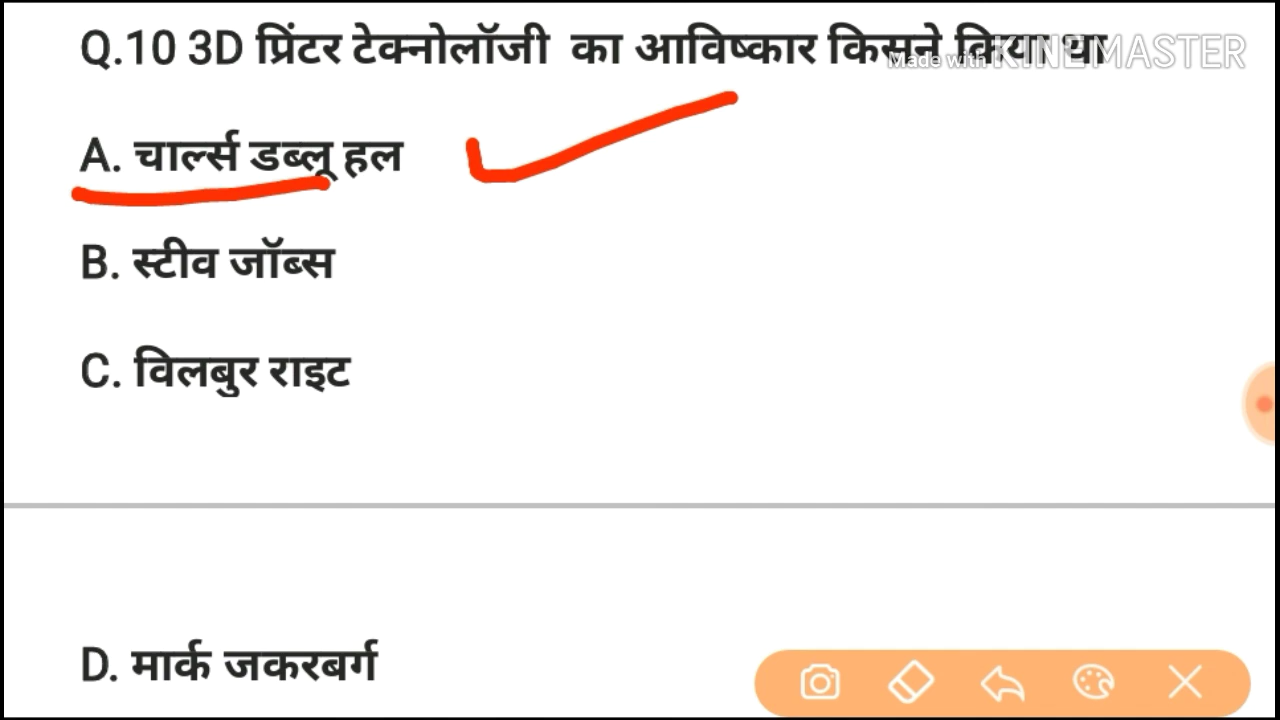 Q.10 3D प्रिंटर टेक्नोलॉजी का आविष्कार किसने किया था
Made with KINEMASTER
A. चार्ल्स डब्लू हल
B. स्टीव जॉब्स
C. विलबुर राइट
D. मार्क जकरबर्ग